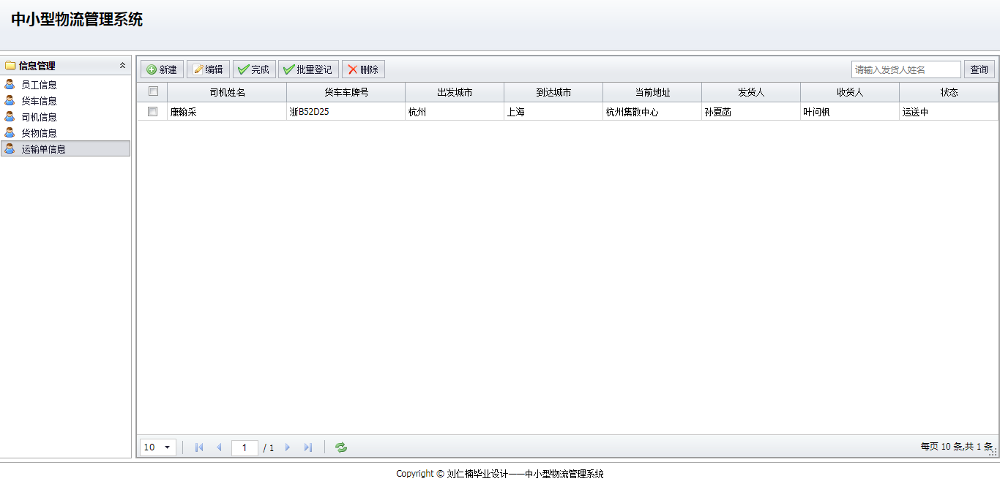 中小型物流管理系统
信息管理
员工信息
货车信息
司机信息
货物信息
运输单信息
新建 编辑 完成 批量登记 删除 请输入发货人姓名 查询
司机姓名 货车车牌号 出发城市 到达城市 当前地址 发货人 收货人 状态
康翰采 浙B52D25 杭州 上海 杭州集散中心 孙夏菡 叶问枫 运送中
10 1 / 1 每页 10 条,共 1 条
Copyright © 刘仁楠毕业设计——中小型物流管理系统